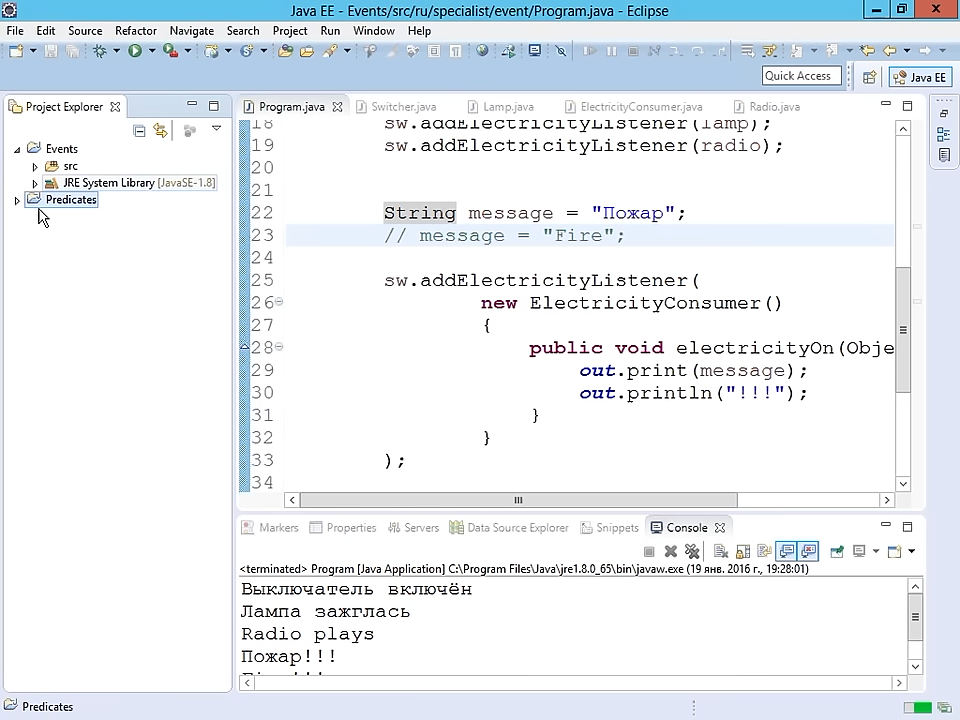 Java EE - Events/src/ru/specialist/event/Program.java - Eclipse
File Edit Source Refactor Navigate Search Project Run Window Help
Quick Access
Java EE
Project Explorer
Program.java Switcher.java Lamp.java ElectricityConsumer.java Radio.java
Events
src
JRE System Library [JavaSE-1.8]
Predicates
18 sw.addElectricityListener(lamp);
19 sw.addElectricityListener(radio);
20
21
22 String message = "Пожар";
23 // message = "Fire";
24
25 sw.addElectricityListener(
26 new ElectricityConsumer()
27 {
28 public void electricityOn(Obje
29 out.print(message);
30 out.println("!!!");
31 }
32 }
33 );
34
Markers Properties Servers Data Source Explorer Snippets Console
<terminated> Program [Java Application] C:\Program Files\Java\jre1.8.0_65\bin\javaw.exe (19 янв. 2016 г., 19:28:01)
Выключатель включён
Лампа зажглась
Radio plays
Пожар!!!
Predicates